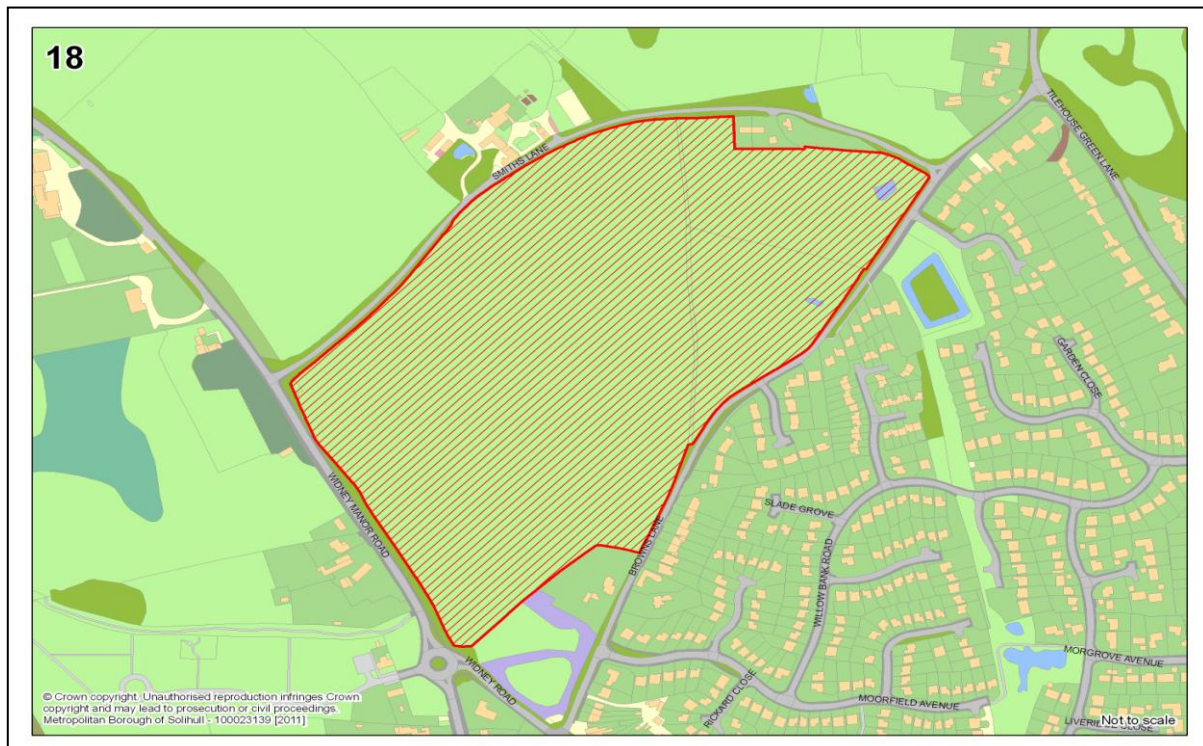 18
SMITHS LANE
TILEHOUSE GREEN LANE
GARDEN CLOSE
WIDNEY MANOR ROAD
SLADE GROVE
BROWNS LANE
WILLOW BANK ROAD
MORGROVE AVENUE
WIDNEY ROAD
RICKARD CLOSE
MOORFIELD AVENUE
LIVERIDGE CLOSE
© Crown copyright. Unauthorised reproduction infringes Crown
copyright and may lead to prosecution or civil proceedings.
Metropolitan Borough of Solihull - 100023139 [2011]
Not to scale